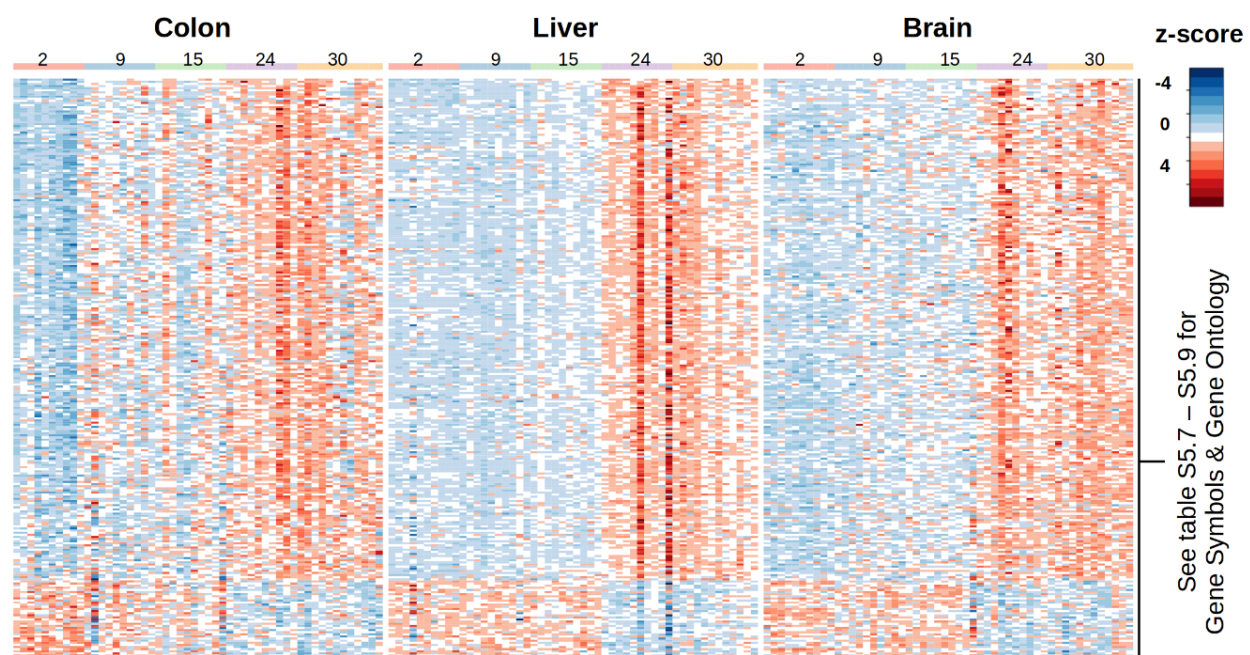 Colon Liver Brain
z-score
2 9 15 24 30 2 9 15 24 30 2 9 15 24 30
-4
0
4
See table S5.7 – S5.9 for
Gene Symbols & Gene Ontology